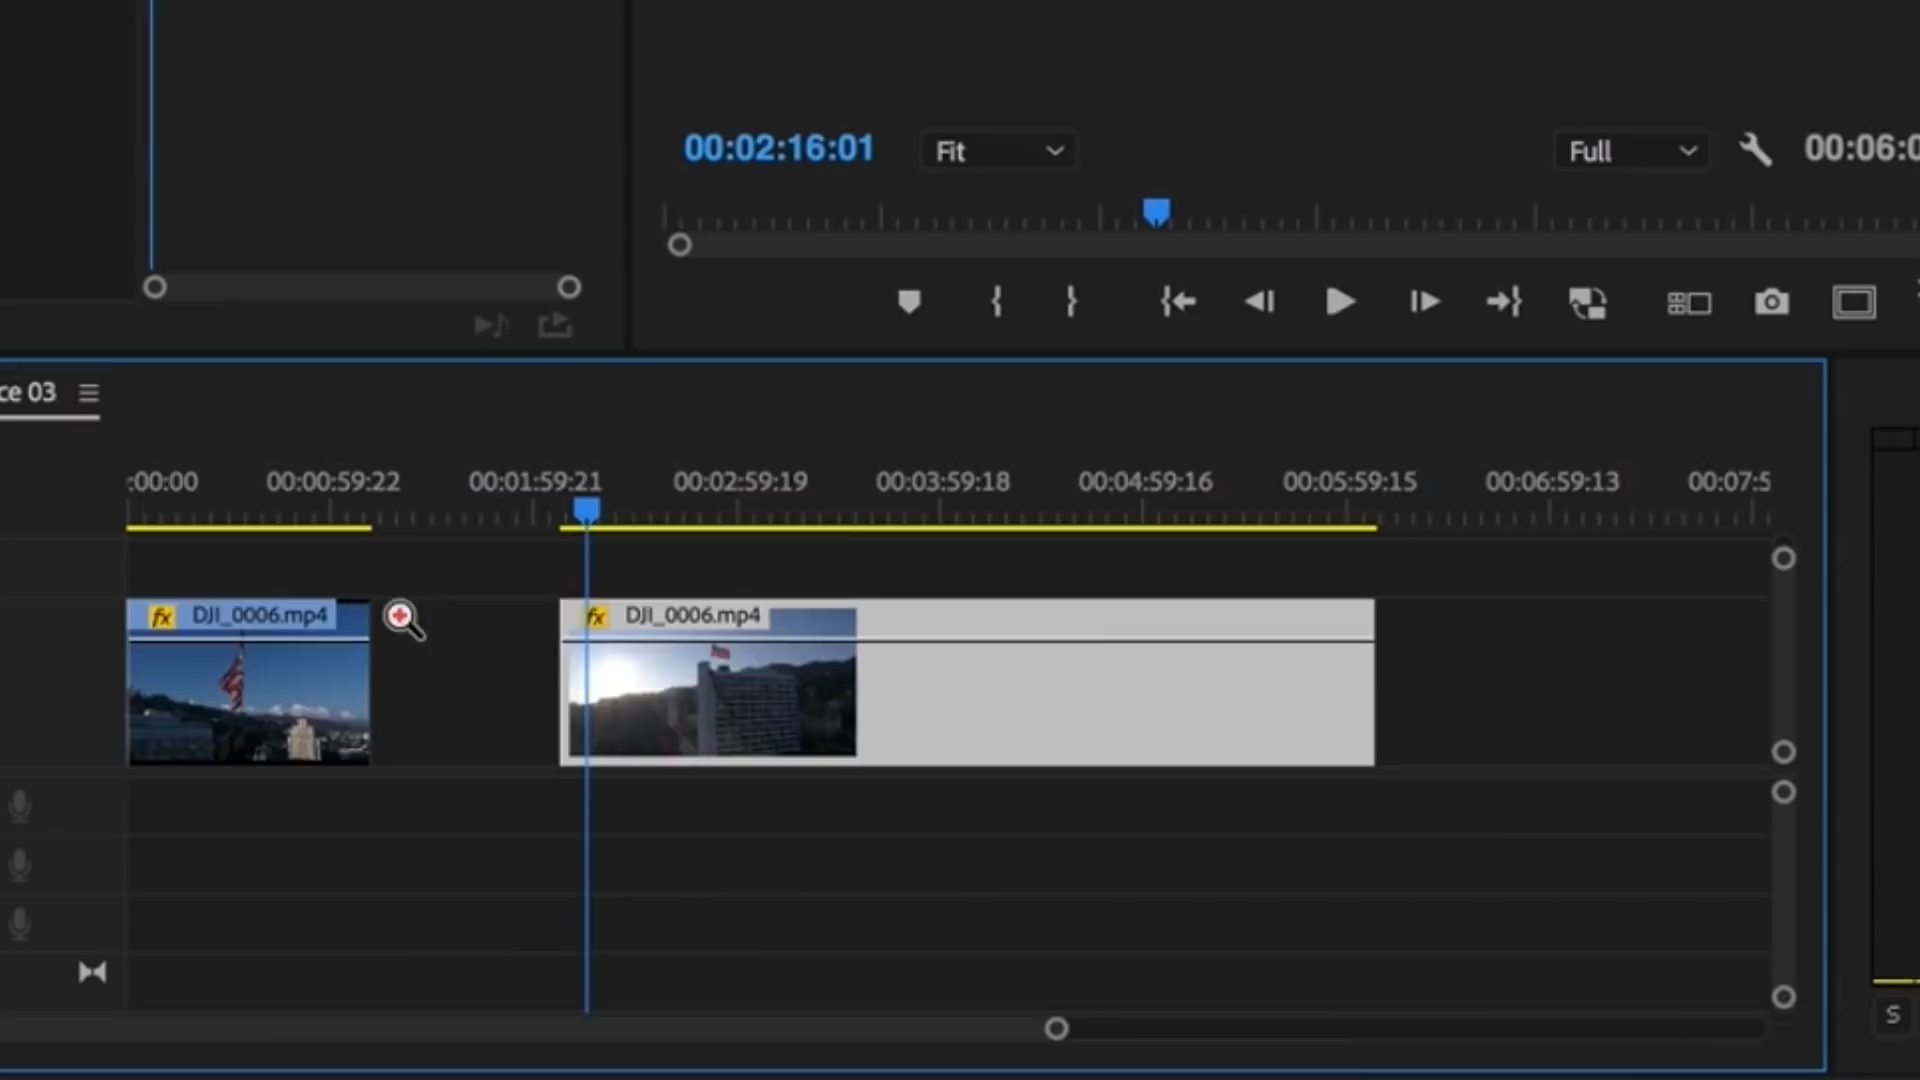 00:02:16:01 Fit Full 00:06:0
ce 03
:00:00 00:00:59:22 00:01:59:21 00:02:59:19 00:03:59:18 00:04:59:16 00:05:59:15 00:06:59:13 00:07:5
fx DJI_0006.mp4 fx DJI_0006.mp4
S